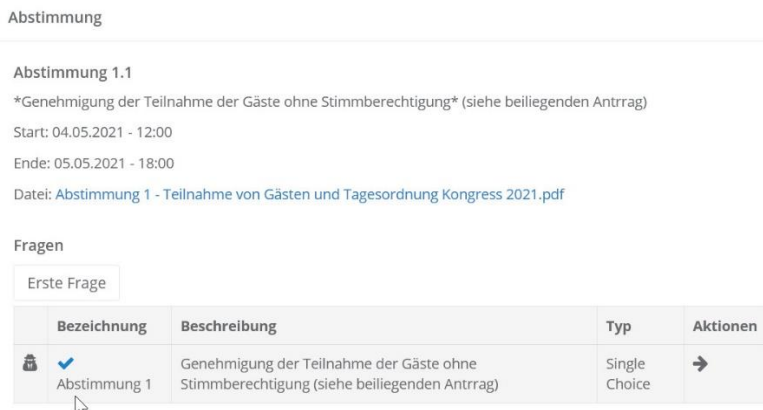 Abstimmung
Abstimmung 1.1
*Genehmigung der Teilnahme der Gäste ohne Stimmberechtigung* (siehe beiliegenden Antrrag)
Start: 04.05.2021 - 12:00
Ende: 05.05.2021 - 18:00
Datei: Abstimmung 1 - Teilnahme von Gästen und Tagesordnung Kongress 2021.pdf
Fragen
Erste Frage
Bezeichnung Beschreibung Typ Aktionen
Abstimmung 1 Genehmigung der Teilnahme der Gäste ohne Single
Stimmberechtigung (siehe beiliegenden Antrrag) Choice